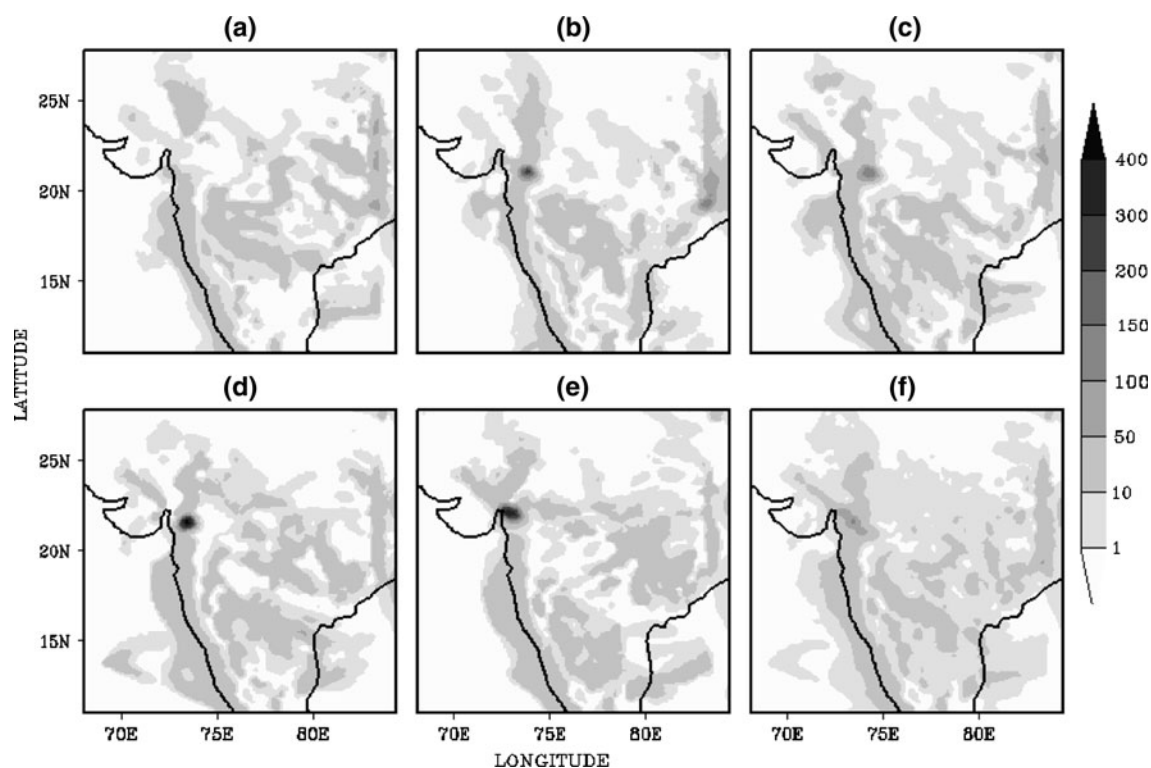 (a) (b) (c)
25N
20N
15N
400
300
200
150
100
50
10
1
LATITUDE
(d) (e) (f)
25N
20N
15N
70E 75E 80E 70E 75E 80E 70E 75E 80E
LONGITUDE